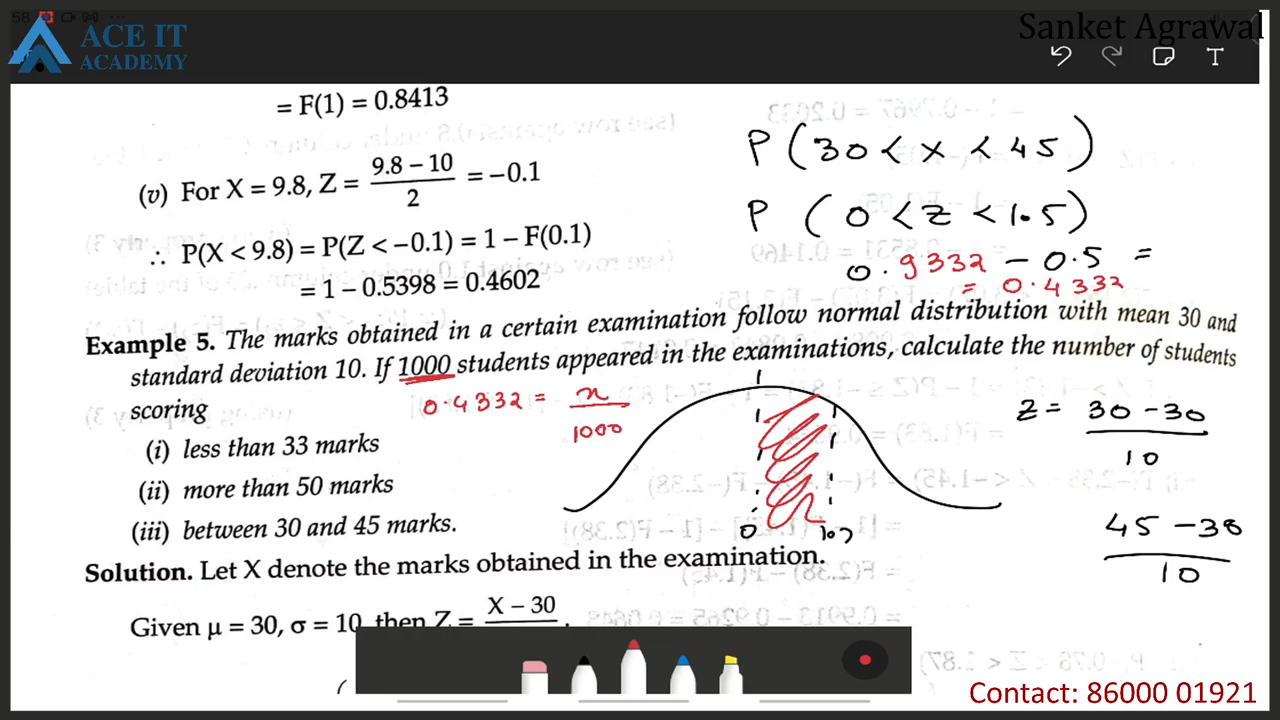 58
ACE IT
ACADEMY
Sanket Agrawal
T
= F(1) = 0.8413
(v) For X = 9.8, Z = 9.8 – 10 / 2 = –0.1
∴ P(X < 9.8) = P(Z < –0.1) = 1 – F(0.1)
= 1 – 0.5398 = 0.4602
P (30 < x < 45)
P (0 < Z < 1.5)
0.9332 – 0.5 =
= 0.4332
Example 5. The marks obtained in a certain examination follow normal distribution with mean 30 and
standard deviation 10. If 1000 students appeared in the examinations, calculate the number of students
scoring
0.4332 = x / 1000
(i) less than 33 marks
(ii) more than 50 marks
(iii) between 30 and 45 marks.
0
Z = 30 – 30 / 10
45 – 30 / 10
Solution. Let X denote the marks obtained in the examination.
Given μ = 30, σ = 10, then Z = X – 30
Contact: 86000 01921